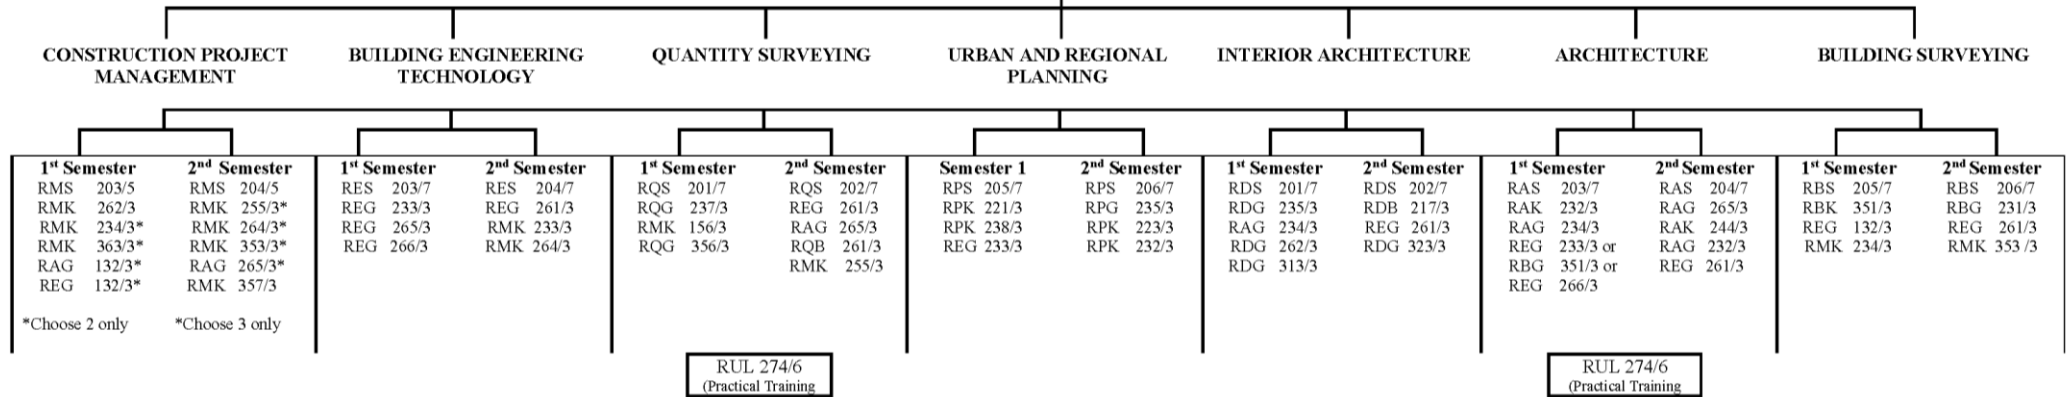 CONSTRUCTION PROJECT
MANAGEMENT
BUILDING ENGINEERING
TECHNOLOGY
QUANTITY SURVEYING
URBAN AND REGIONAL
PLANNING
INTERIOR ARCHITECTURE
ARCHITECTURE
BUILDING SURVEYING
1st Semester
RMS 203/5
RMK 262/3
RMK 234/3*
RMK 363/3*
RAG 132/3*
REG 132/3*
*Choose 2 only
2nd Semester
RMS 204/5
RMK 255/3*
RMK 264/3*
RMK 353/3*
RAG 265/3*
RMK 357/3
*Choose 3 only
1st Semester
RES 203/7
REG 233/3
REG 265/3
REG 266/3
2nd Semester
RES 204/7
REG 261/3
RMK 233/3
RMK 264/3
1st Semester
RQS 201/7
RQG 237/3
RMK 156/3
RQG 356/3
2nd Semester
RQS 202/7
REG 261/3
RAG 265/3
RQB 261/3
RMK 255/3
Semester 1
RPS 205/7
RPK 221/3
RPK 238/3
REG 233/3
2nd Semester
RPS 206/7
RPG 235/3
RPK 223/3
RPK 232/3
1st Semester
RDS 201/7
RDG 235/3
RAG 234/3
RDG 262/3
RDG 313/3
2nd Semester
RDS 202/7
RDB 217/3
REG 261/3
RDG 323/3
1st Semester
RAS 203/7
RAK 232/3
RAG 234/3
REG 233/3 or
RBG 351/3 or
REG 266/3
2nd Semester
RAS 204/7
RAG 265/3
RAK 244/3
RAG 232/3
REG 261/3
1st Semester
RBS 205/7
RBK 351/3
REG 132/3
RMK 234/3
2nd Semester
RBS 206/7
RBG 231/3
REG 261/3
RMK 353 /3
RUL 274/6
(Practical Training
RUL 274/6
(Practical Training